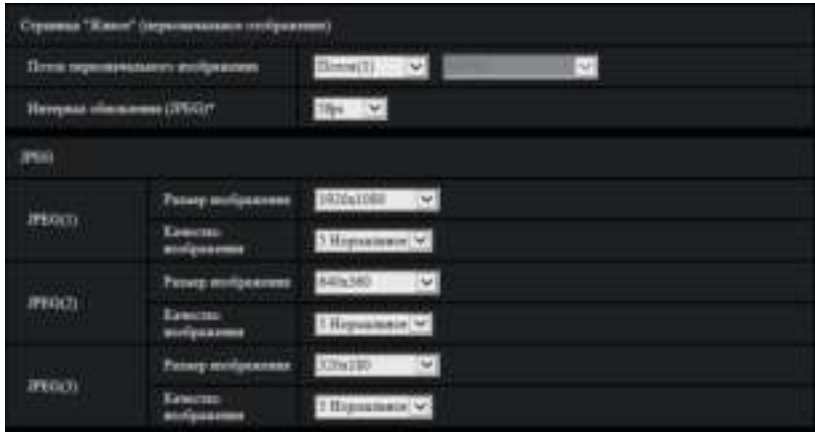 Страница "Живое" (первоначальное отображение)
Поток первоначального отображения Поток(1)
Интервал обновления (JPEG)*
JPEG
JPEG(1) Размер изображения 1920x1080
Качество
изображения 5 Нормальное
JPEG(2) Размер изображения 640x360
Качество
изображения 5 Нормальное
JPEG(3) Размер изображения 320x180
Качество
изображения 5 Нормальное